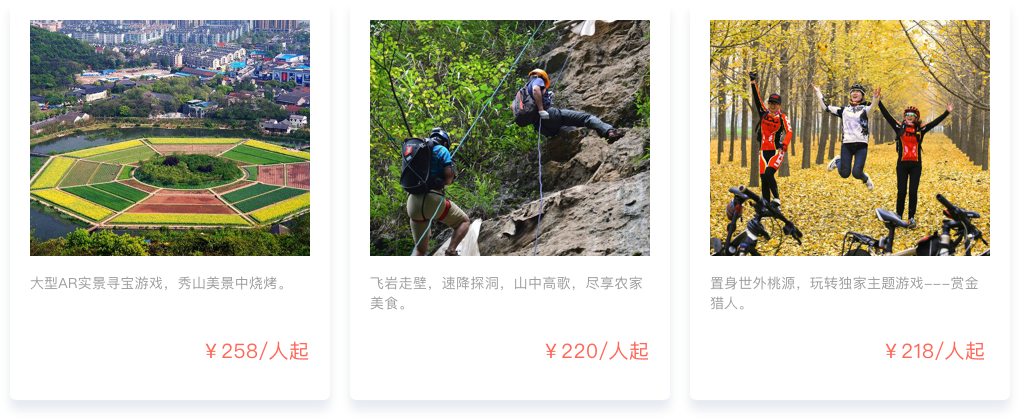 大型AR实景寻宝游戏，秀山美景中烧烤。
￥258/人起
飞岩走壁，速降探洞，山中高歌，尽享农家
美食。
￥220/人起
置身世外桃源，玩转独家主题游戏---赏金
猎人。
￥218/人起